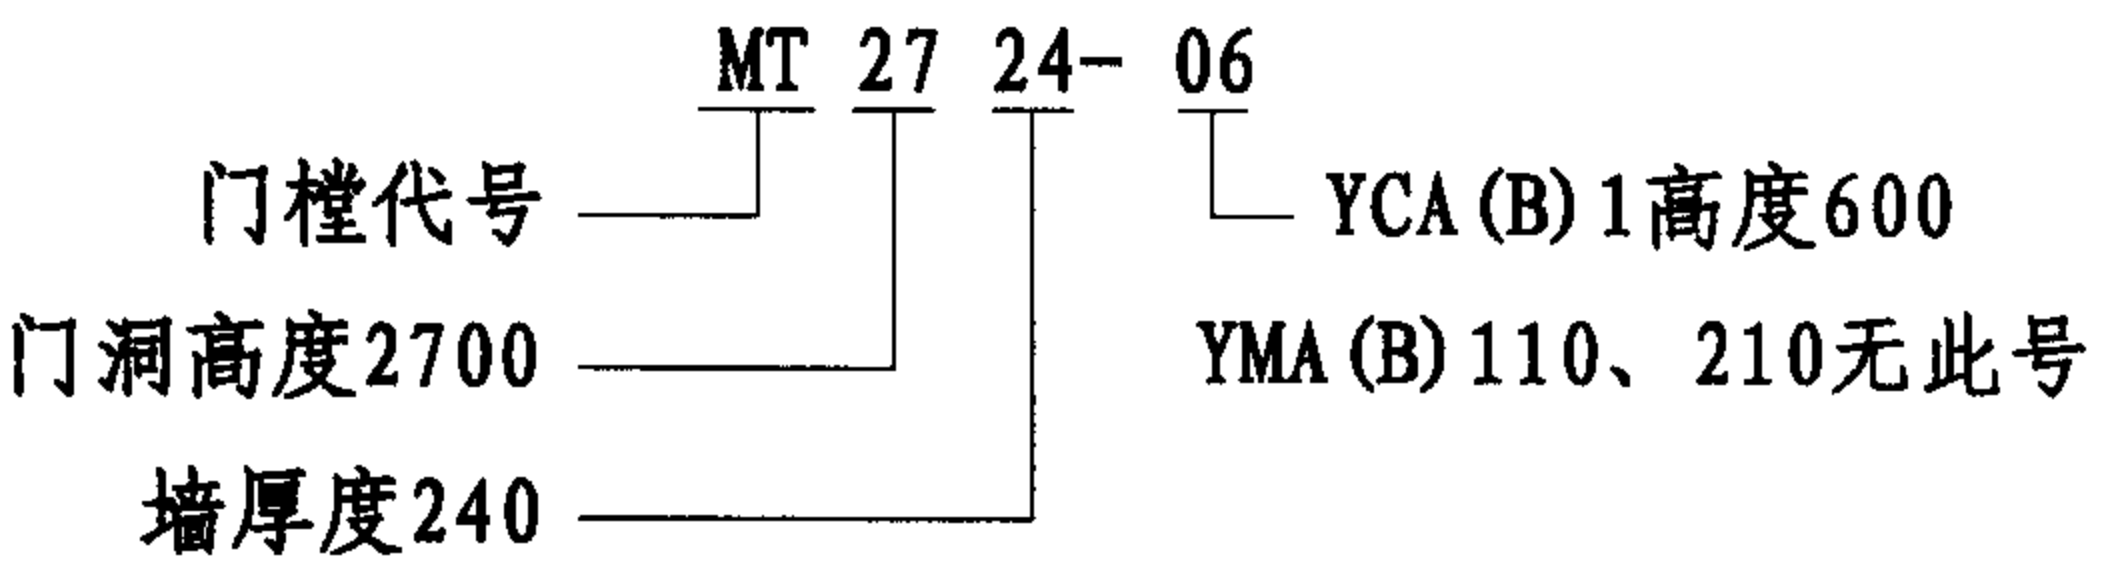 MT 27 24- 06
门樘代号
YCA(B)1高度600
门洞高度2700
YMA(B)110、210无此号
墙厚度240